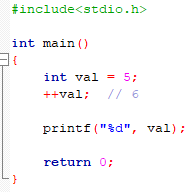 #include<stdio.h>
int main()
{
    int val = 5;
    ++val;  // 6
    printf("%d", val);
    return 0;
}